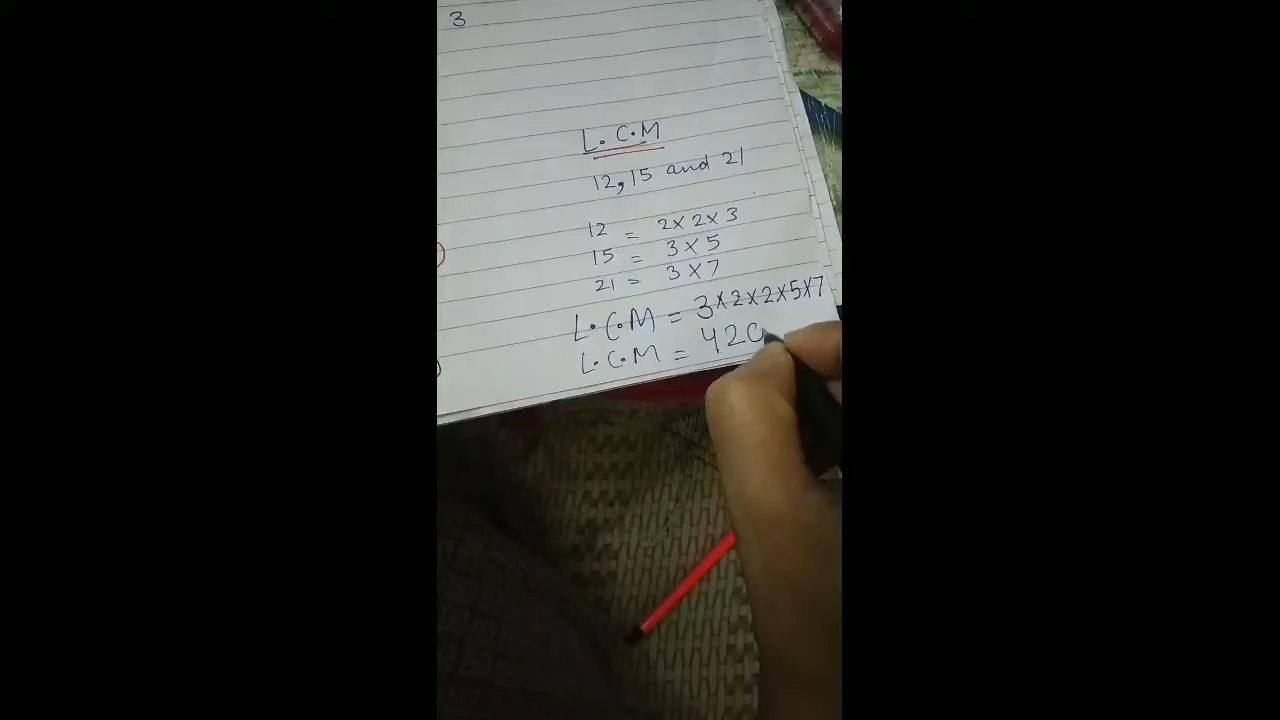 3
L.C.M
12,15 and 21
12 = 2×2×3
15 = 3×5
21 = 3×7
L.C.M = 3×2×2×5×7
L.C.M = 420